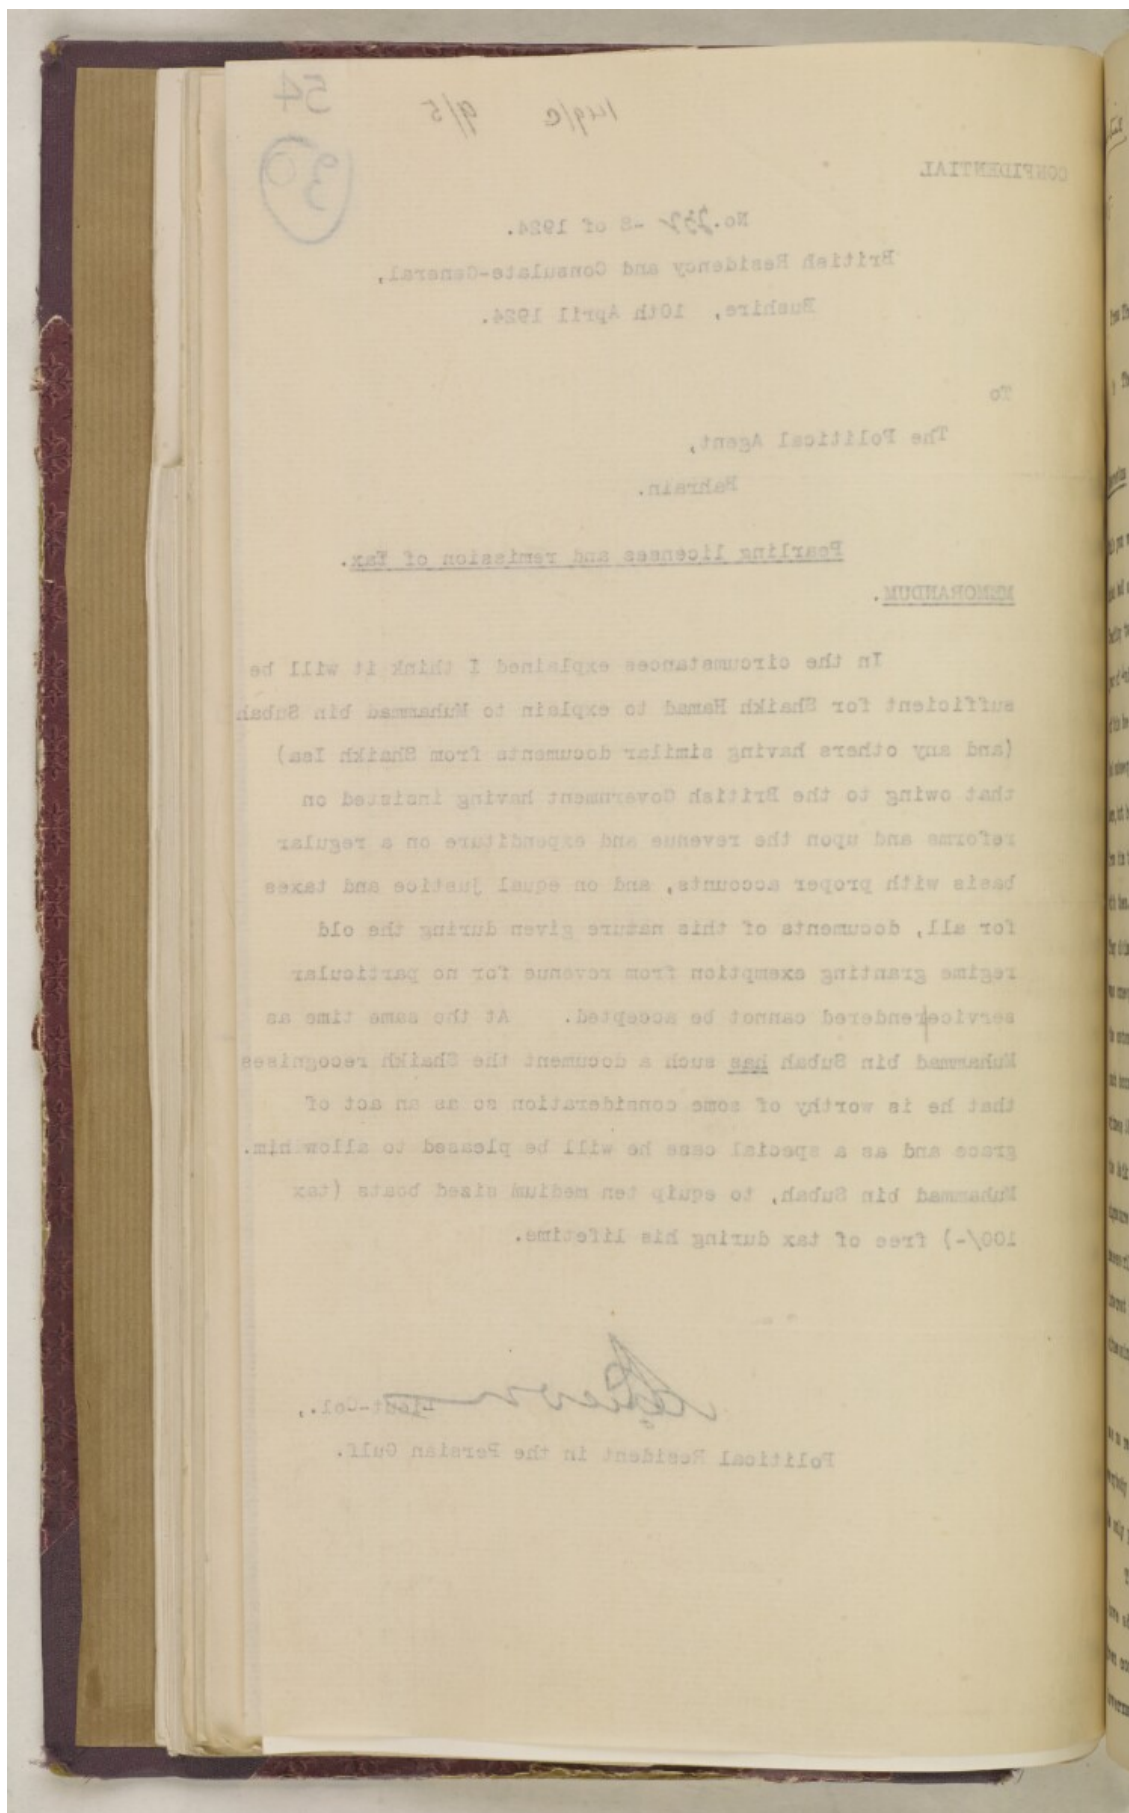 54
30
149/c 9/5
CONFIDENTIAL
No. -S of 1924.
British Residency and Consulate-General,
Bushire, 10th April 1924.
To
The Political Agent,
Bahrain.
Pearling licenses and remission of Tax.
MEMORANDUM.
In the circumstances explained I think it will be
sufficient for Shaikh Hamad to explain to Muhammad bin Subah
(and any others having similar documents from Shaikh Isa)
that owing to the British Government having insisted on
reforms and upon the revenue and expenditure on a regular
basis with proper accounts, and on equal justice and taxes
for all, documents of this nature given during the old
regime granting exemption from revenue for no particular
service|rendered cannot be accepted. At the same time as
Muhammad bin Subah has such a document the Shaikh recognises
that he is worthy of some consideration so as an act of
grace and as a special case he will be pleased to allow him.
Muhammad bin Subah, to equip ten medium sized boats (tax
100/-) free of tax during his lifetime.
Lieut-Col.,
Political Resident in the Persian Gulf.